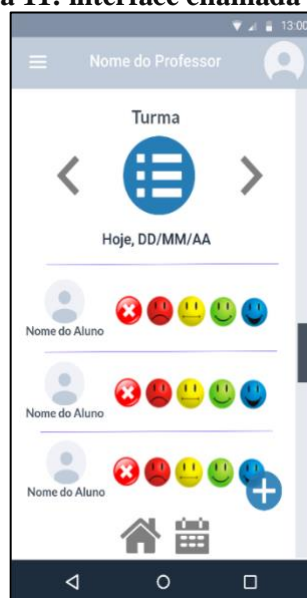 a 11: interface chamada
13:00
Nome do Professor
Turma
Hoje, DD/MM/AA
Nome do Aluno
Nome do Aluno
Nome do Aluno